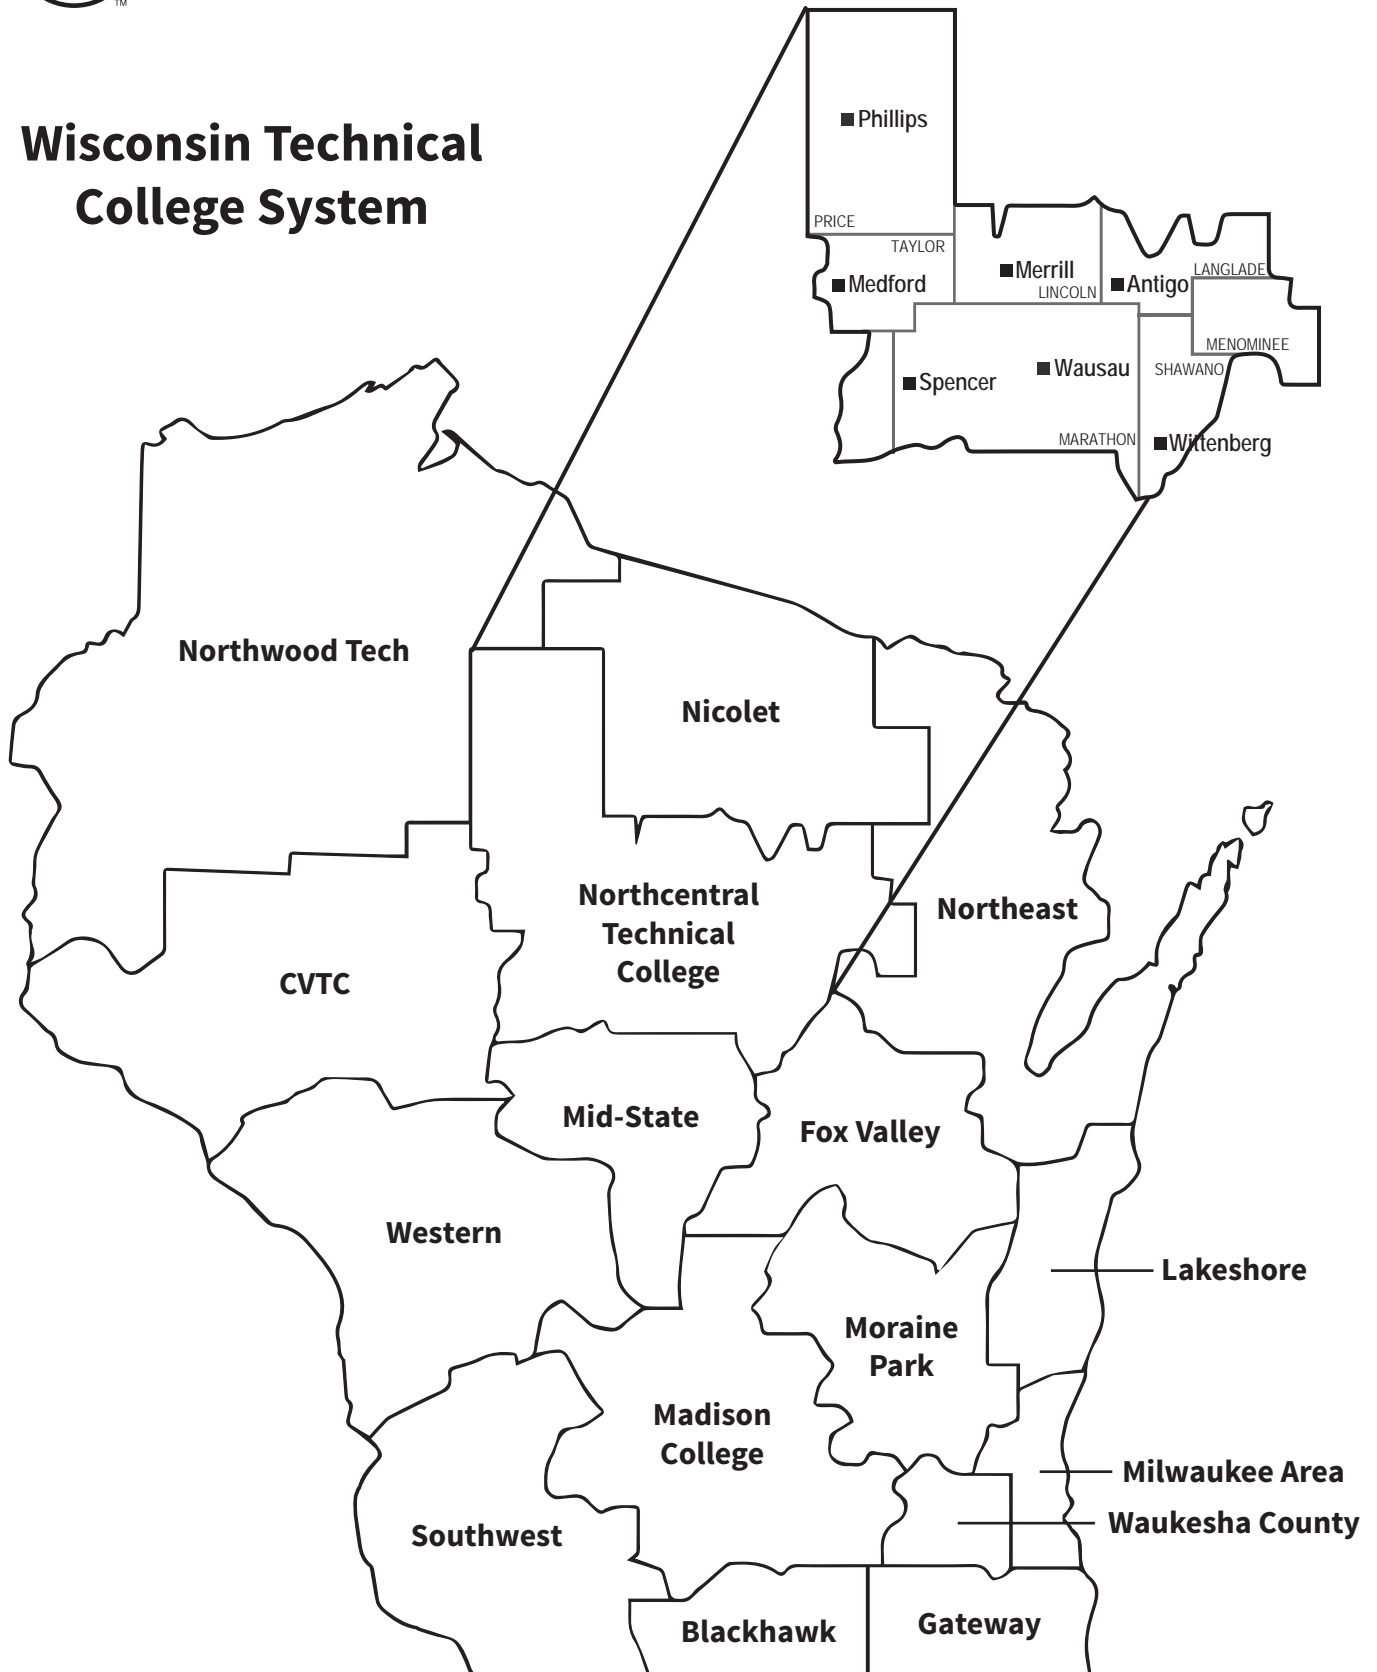 TM
Wisconsin Technical
College System
Phillips
PRICE
TAYLOR
Medford
Merrill
LINCOLN
Antigo
LANGLADE
MENOMINEE
SHAWANO
Spencer
Wausau
MARATHON
Wittenberg
Northwood Tech
Nicolet
Northcentral
Technical
College
Northeast
CVTC
Mid-State
Fox Valley
Western
Lakeshore
Moraine
Park
Madison
College
Milwaukee Area
Waukesha County
Southwest
Blackhawk
Gateway